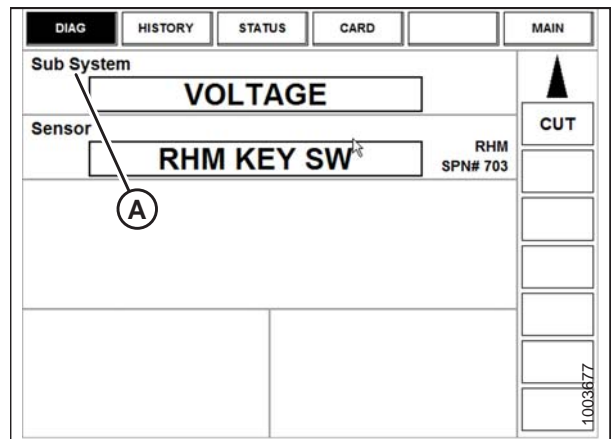 DIAG HISTORY STATUS CARD MAIN
Sub System
VOLTAGE
CUT
Sensor
RHM KEY SW
RHM
SPN# 703
A
1003677